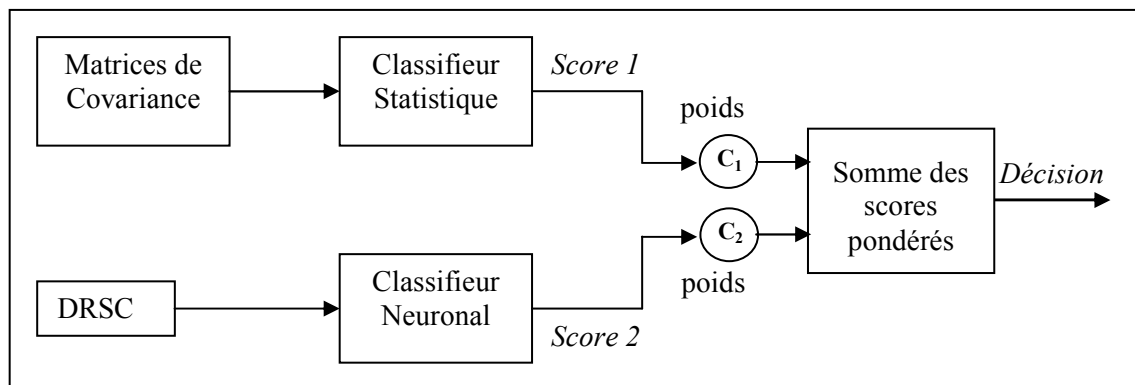 Matrices de
Covariance
Classifieur
Statistique
Score 1
poids
C₁
Somme des
scores
pondérés
Décision
C₂
poids
DRSC
Classifieur
Neuronal
Score 2